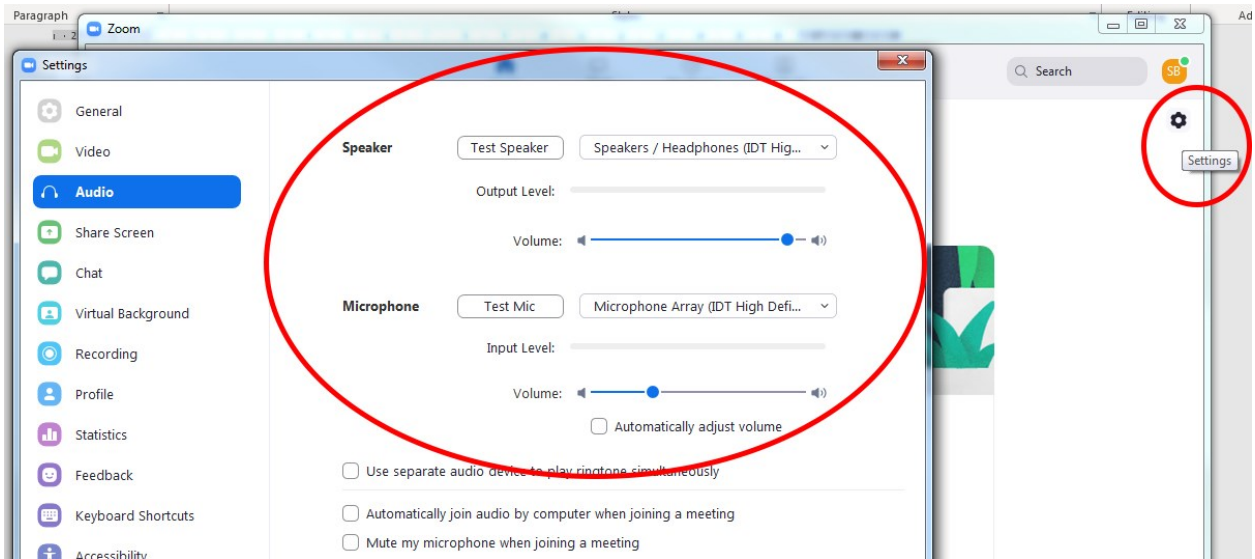 Paragraph
Zoom
Ad
Settings
Search
SB
Settings
General
Video
Audio
Share Screen
Chat
Virtual Background
Recording
Profile
Statistics
Feedback
Keyboard Shortcuts
Accessibility
Speaker Test Speaker Speakers / Headphones (IDT Hig...
Output Level:
Volume:
Microphone Test Mic Microphone Array (IDT High Defi...
Input Level:
Volume:
Automatically adjust volume
Use separate audio device to play ringtone simultaneously
Automatically join audio by computer when joining a meeting
Mute my microphone when joining a meeting